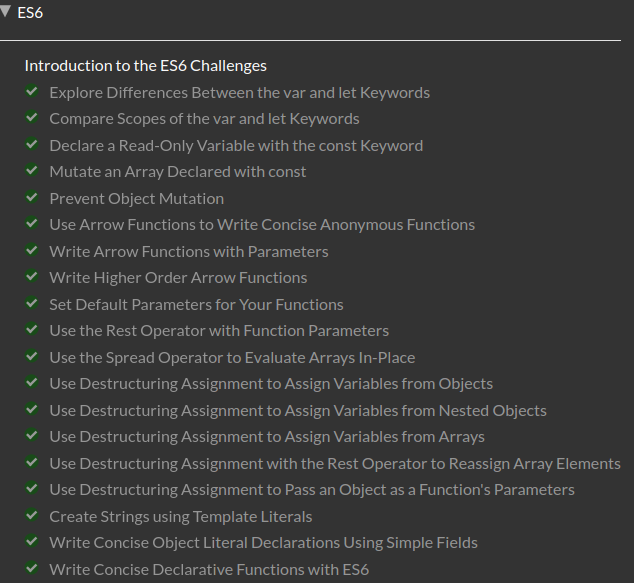 ES6
Introduction to the ES6 Challenges
Explore Differences Between the var and let Keywords
Compare Scopes of the var and let Keywords
Declare a Read-Only Variable with the const Keyword
Mutate an Array Declared with const
Prevent Object Mutation
Use Arrow Functions to Write Concise Anonymous Functions
Write Arrow Functions with Parameters
Write Higher Order Arrow Functions
Set Default Parameters for Your Functions
Use the Rest Operator with Function Parameters
Use the Spread Operator to Evaluate Arrays In-Place
Use Destructuring Assignment to Assign Variables from Objects
Use Destructuring Assignment to Assign Variables from Nested Objects
Use Destructuring Assignment to Assign Variables from Arrays
Use Destructuring Assignment with the Rest Operator to Reassign Array Elements
Use Destructuring Assignment to Pass an Object as a Function's Parameters
Create Strings using Template Literals
Write Concise Object Literal Declarations Using Simple Fields
Write Concise Declarative Functions with ES6